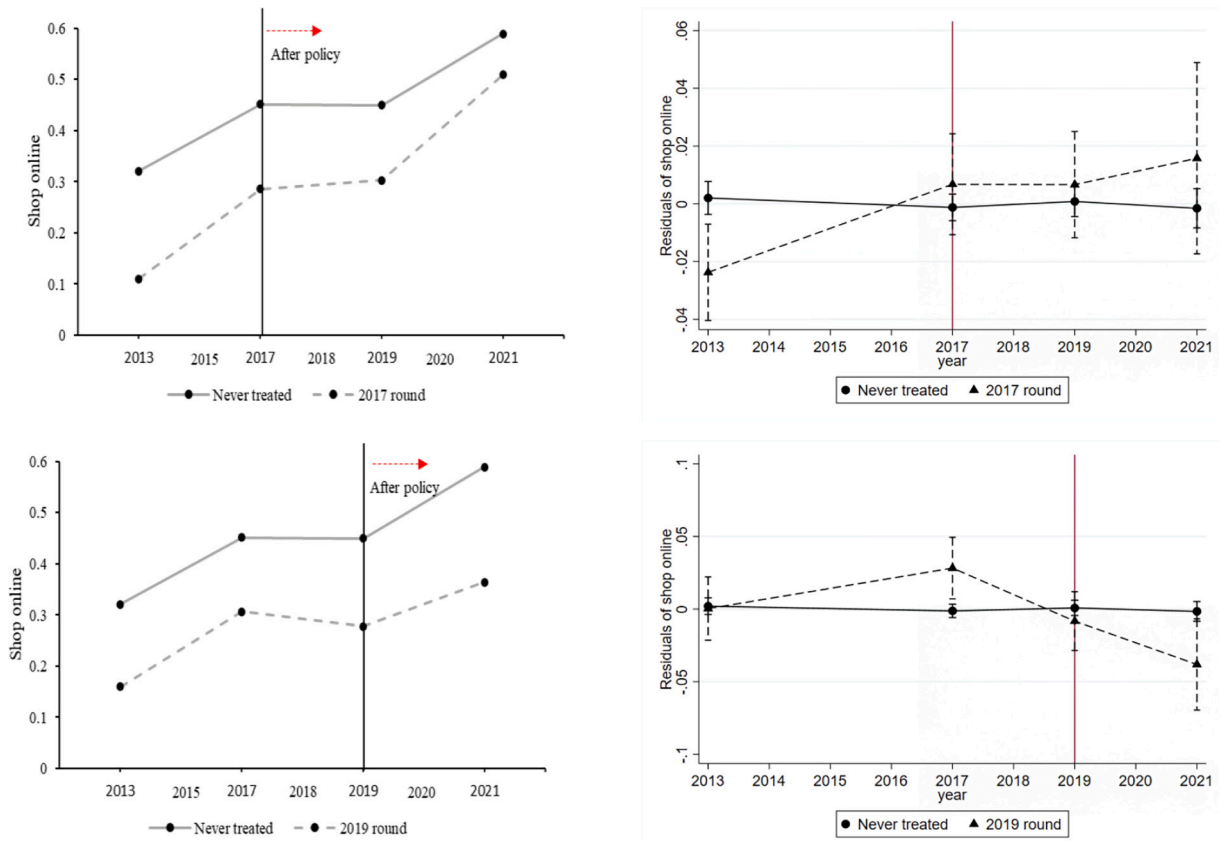 0.6
0.5
0.4
0.3
0.2
0.1
0
Shop online
After policy
2013 2015 2017 2018 2019 2020 2021
Never treated 2017 round
.06
.04
.02
0
-.02
-.04
Residuals of shop online
2013 2014 2015 2016 2017 2018 2019 2020 2021
year
Never treated 2017 round
0.6
0.5
0.4
0.3
0.2
0.1
0
Shop online
After policy
2013 2015 2017 2018 2019 2020 2021
Never treated 2019 round
.1
.05
0
-.05
-.1
Residuals of shop online
2013 2014 2015 2016 2017 2018 2019 2020 2021
year
Never treated 2019 round